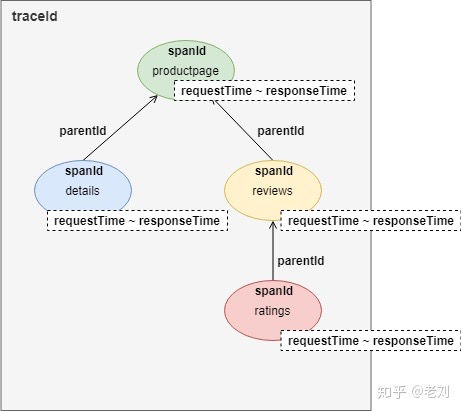 traceId
spanId
productpage
requestTime ~ responseTime
parentId
parentId
spanId
details
requestTime ~ responseTime
spanId
reviews
requestTime ~ responseTime
parentId
spanId
ratings
requestTime ~ responseTime
知乎 @老刘